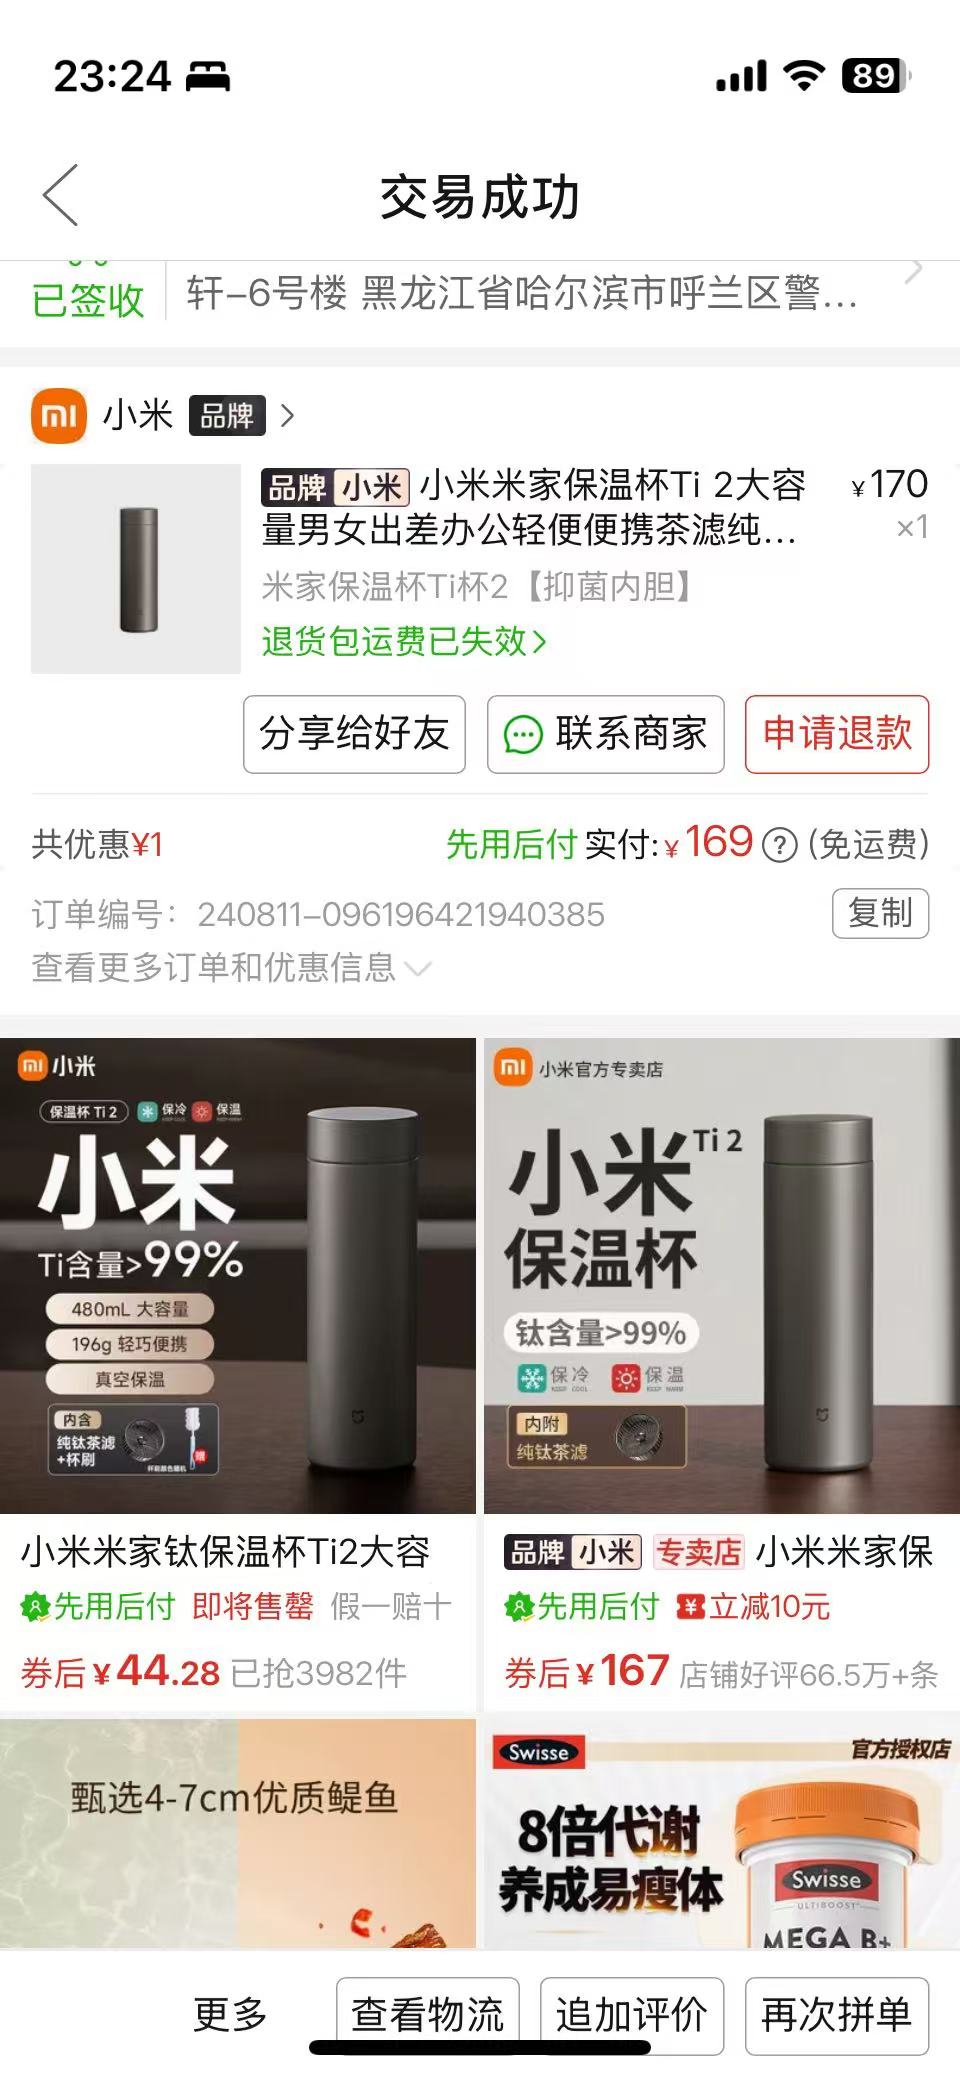 23:24
89
交易成功
已签收
轩-6号楼 黑龙江省哈尔滨市呼兰区警...
小米 品牌
品牌 小米 小米米家保温杯Ti 2大容
¥170
量男女出差办公轻便便携茶滤纯...
×1
米家保温杯Ti杯2【抑菌内胆】
退货包运费已失效
分享给好友
联系商家
申请退款
共优惠¥1
先用后付 实付:¥169 ? (免运费)
订单编号: 240811-096196421940385
复制
查看更多订单和优惠信息
小米
保温杯 Ti 2 保冷 保温
小米
Ti含量>99%
480mL 大容量
196g 轻巧便携
真空保温
内含
纯钛茶滤
+杯刷
赠
杯刷颜色随机
小米米家钛保温杯Ti2大容
先用后付 即将售罄 假一赔十
券后¥44.28 已抢3982件
小米官方专卖店
小米 Ti 2
保温杯
钛含量>99%
保冷 保温
KEEP COOL KEEP WARM
内附
纯钛茶滤
品牌 小米 专卖店 小米米家保
先用后付 立减10元
券后¥167 店铺好评66.5万+条
甄选4-7cm优质鳀鱼
Swisse
官方授权店
8倍代谢
养成易瘦体
Swisse
ULTIBOOST
MEGA B+
更多
查看物流
追加评价
再次拼单